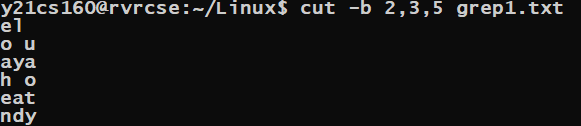 y21cs160@rvrcse:~/Linux$ cut -b 2,3,5 grep1.txt
el
o u
aya
h o
eat
ndy